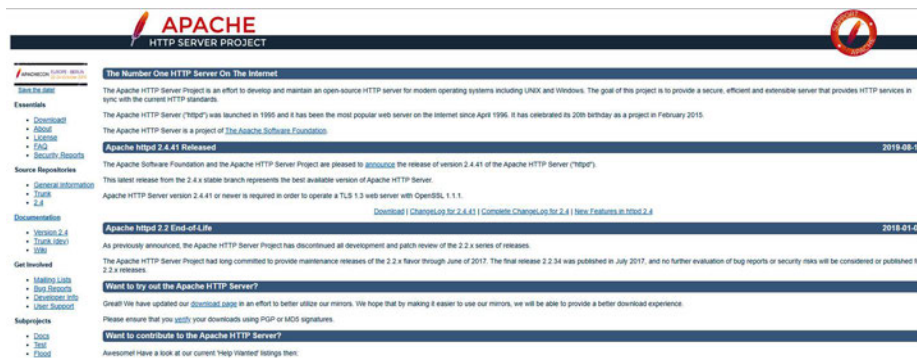 APACHE
HTTP SERVER PROJECT
SUPPORT
APACHE
APACHECON EUROPE - BERLIN
Save the date!
Essentials
Download!
About
License
FAQ
Security Reports
Source Repositories
General Information
Trunk
2.4
Documentation
Version 2.4
Trunk (dev)
Wiki
Get Involved
Mailing Lists
Bug Reports
Developer Info
User Support
Subprojects
Docs
Test
Flood
The Number One HTTP Server On The Internet
The Apache HTTP Server Project is an effort to develop and maintain an open-source HTTP server for modern operating systems including UNIX and Windows. The goal of this project is to provide a secure, efficient and extensible server that provides HTTP services in
sync with the current HTTP standards.
The Apache HTTP Server ("httpd") was launched in 1995 and it has been the most popular web server on the Internet since April 1996. It has celebrated its 20th birthday as a project in February 2015.
The Apache HTTP Server is a project of The Apache Software Foundation.
Apache httpd 2.4.41 Released 2019-08-1
The Apache Software Foundation and the Apache HTTP Server Project are pleased to announce the release of version 2.4.41 of the Apache HTTP Server ("httpd").
This latest release from the 2.4.x stable branch represents the best available version of Apache HTTP Server.
Apache HTTP Server version 2.4.41 or newer is required in order to operate a TLS 1.3 web server with OpenSSL 1.1.1.
Download | ChangeLog for 2.4.41 | Complete ChangeLog for 2.4 | New Features in httpd 2.4
Apache httpd 2.2 End-of-Life 2018-01-0
As previously announced, the Apache HTTP Server Project has discontinued all development and patch review of the 2.2.x series of releases.
The Apache HTTP Server Project had long committed to provide maintenance releases of the 2.2.x flavor through June of 2017. The final release 2.2.34 was published in July 2017, and no further evaluation of bug reports or security risks will be considered or published f
2.2.x releases.
Want to try out the Apache HTTP Server?
Great! We have updated our download page in an effort to better utilize our mirrors. We hope that by making it easier to use our mirrors, we will be able to provide a better download experience.
Please ensure that you verify your downloads using PGP or MD5 signatures.
Want to contribute to the Apache HTTP Server?
Awesome! Have a look at our current 'Help Wanted' listings then: